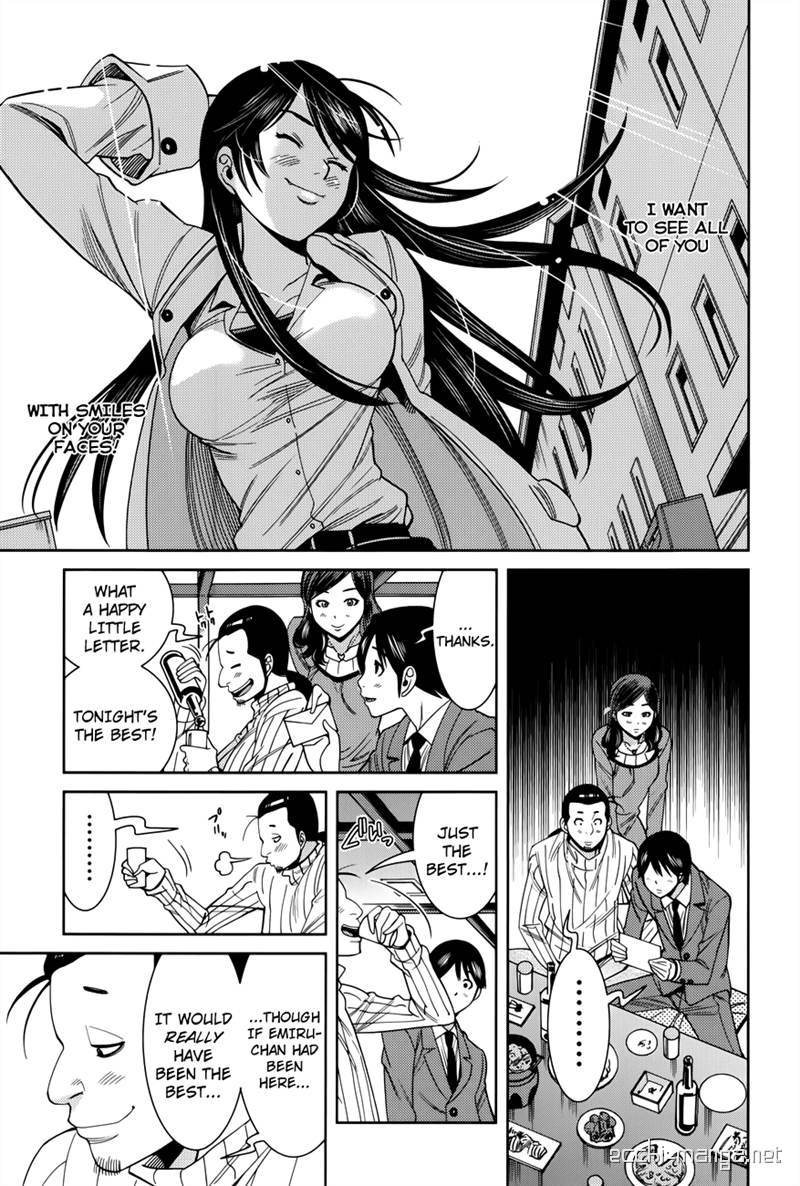 I WANT
TO SEE ALL
OF YOU
WITH SMILES
ON YOUR
FACES!
...
THANKS.
WHAT
A HAPPY
LITTLE
LETTER.
TONIGHT'S
THE BEST!
JUST
THE
BEST...!
...THOUGH
IF
EMIRU-
CHAN HAD
BEEN
HERE...
IT WOULD
REALLY
HAVE
BEEN THE
BEST...
ecchi-manga.net